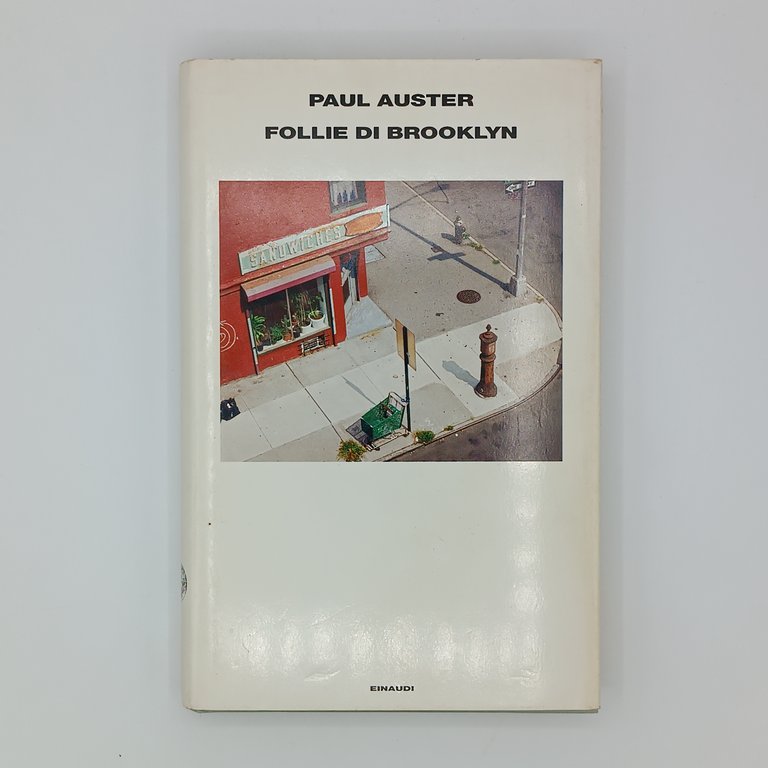 PAUL AUSTER
FOLLIE DI BROOKLYN
SANDWICHES
EINAUDI